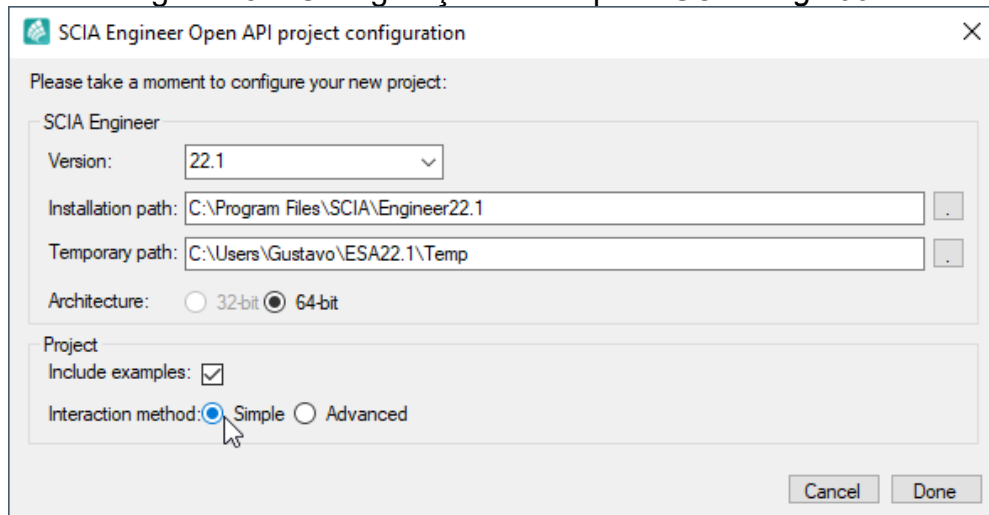 SCIA Engineer Open API project configuration
Please take a moment to configure your new project:
SCIA Engineer
Version: 22.1
Installation path: C:\Program Files\SCIA\Engineer22.1 .
Temporary path: C:\Users\Gustavo\ESA22.1\Temp .
Architecture: 32-bit 64-bit
Project
Include examples:
Interaction method: Simple Advanced
Cancel Done